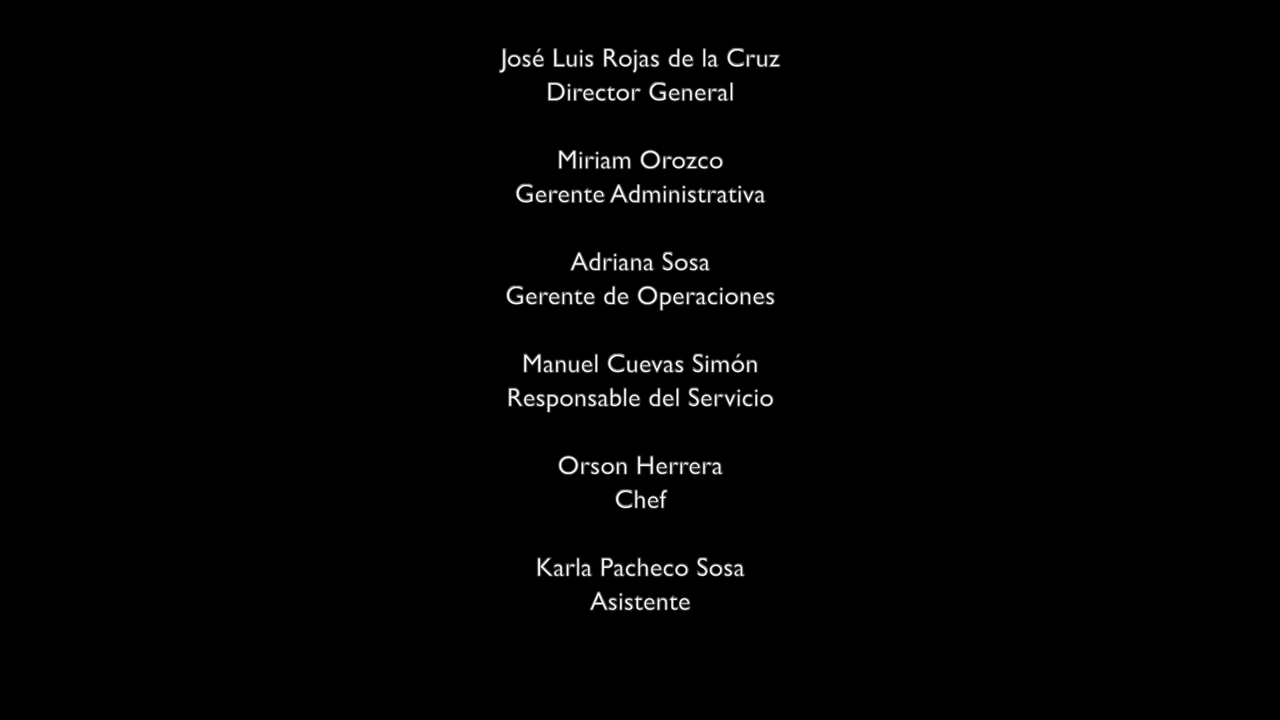 José Luis Rojas de la Cruz
Director General
Miriam Orozco
Gerente Administrativa
Adriana Sosa
Gerente de Operaciones
Manuel Cuevas Simón
Responsable del Servicio
Orson Herrera
Chef
Karla Pacheco Sosa
Asistente